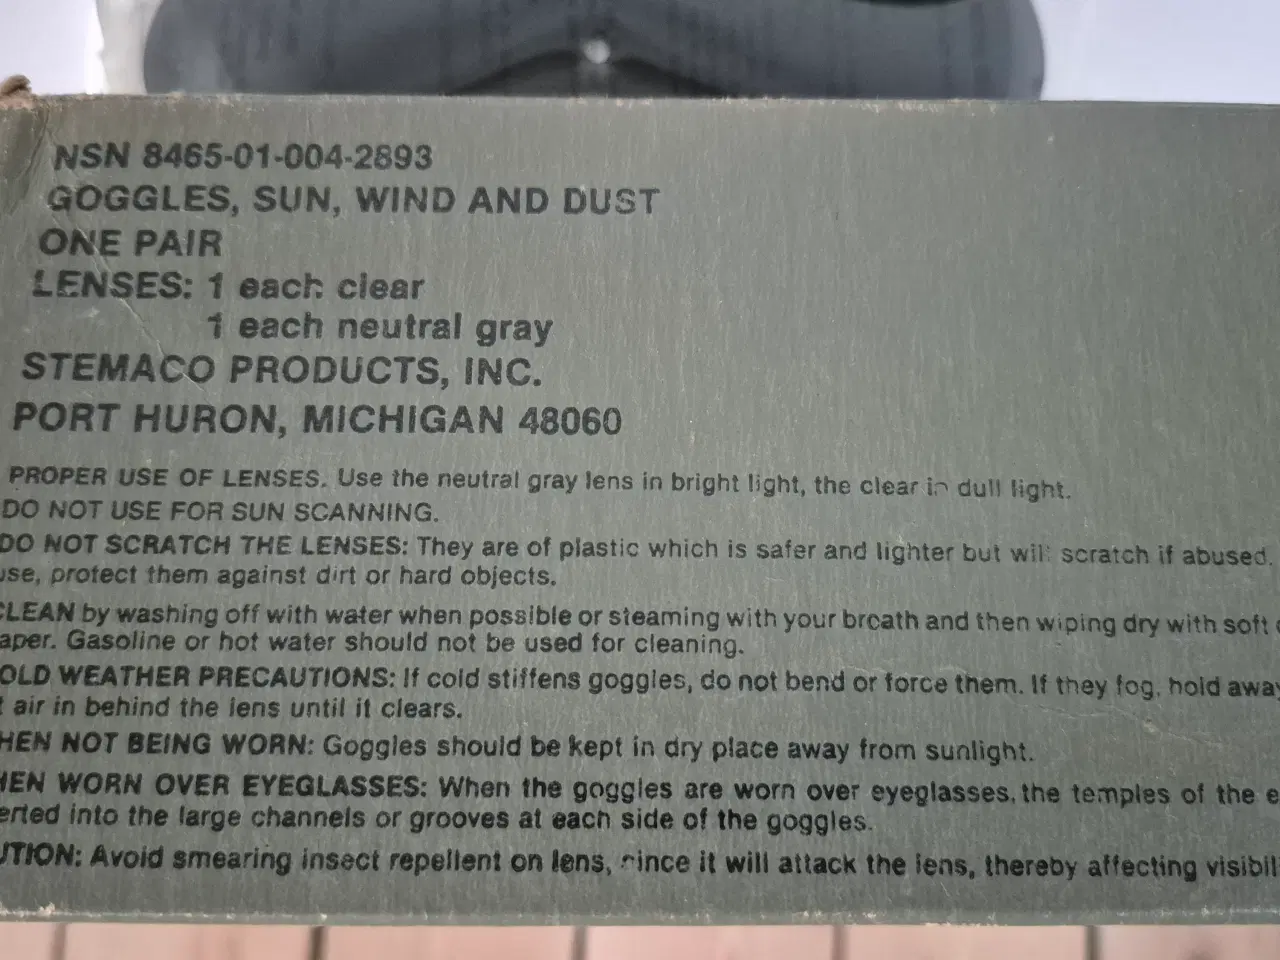 NSN 8465-01-004-2893
GOGGLES, SUN, WIND AND DUST
ONE PAIR
LENSES: 1 each clear
1 each neutral gray
STEMACO PRODUCTS, INC.
PORT HURON, MICHIGAN 48060
PROPER USE OF LENSES. Use the neutral gray lens in bright light, the clear in dull light.
DO NOT USE FOR SUN SCANNING.
DO NOT SCRATCH THE LENSES: They are of plastic which is safer and lighter but will scratch if abused.
use, protect them against dirt or hard objects.
CLEAN by washing off with water when possible or steaming with your breath and then wiping dry with soft
aper. Gasoline or hot water should not be used for cleaning.
OLD WEATHER PRECAUTIONS: If cold stiffens goggles, do not bend or force them. If they fog, hold away
t air in behind the lens until it clears.
HEN NOT BEING WORN: Goggles should be kept in dry place away from sunlight.
HEN WORN OVER EYEGLASSES: When the goggles are worn over eyeglasses, the temples of the e
erted into the large channels or grooves at each side of the goggles.
UTION: Avoid smearing insect repellent on lens, since it will attack the lens, thereby affecting visibil